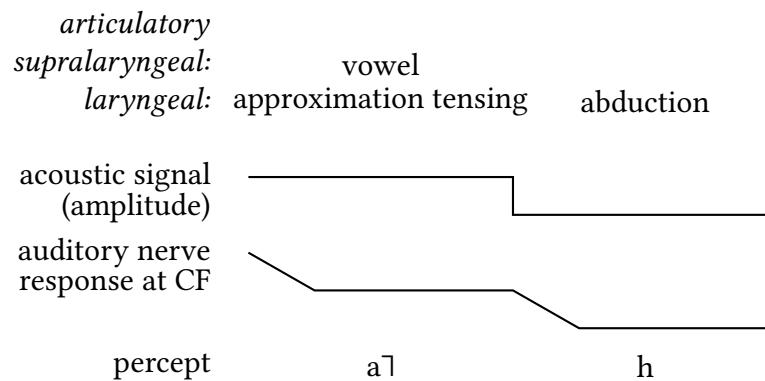 articulatory
supralaryngeal: vowel
laryngeal: approximation tensing abduction
acoustic signal
(amplitude)
auditory nerve
response at CF
percept a˥ h